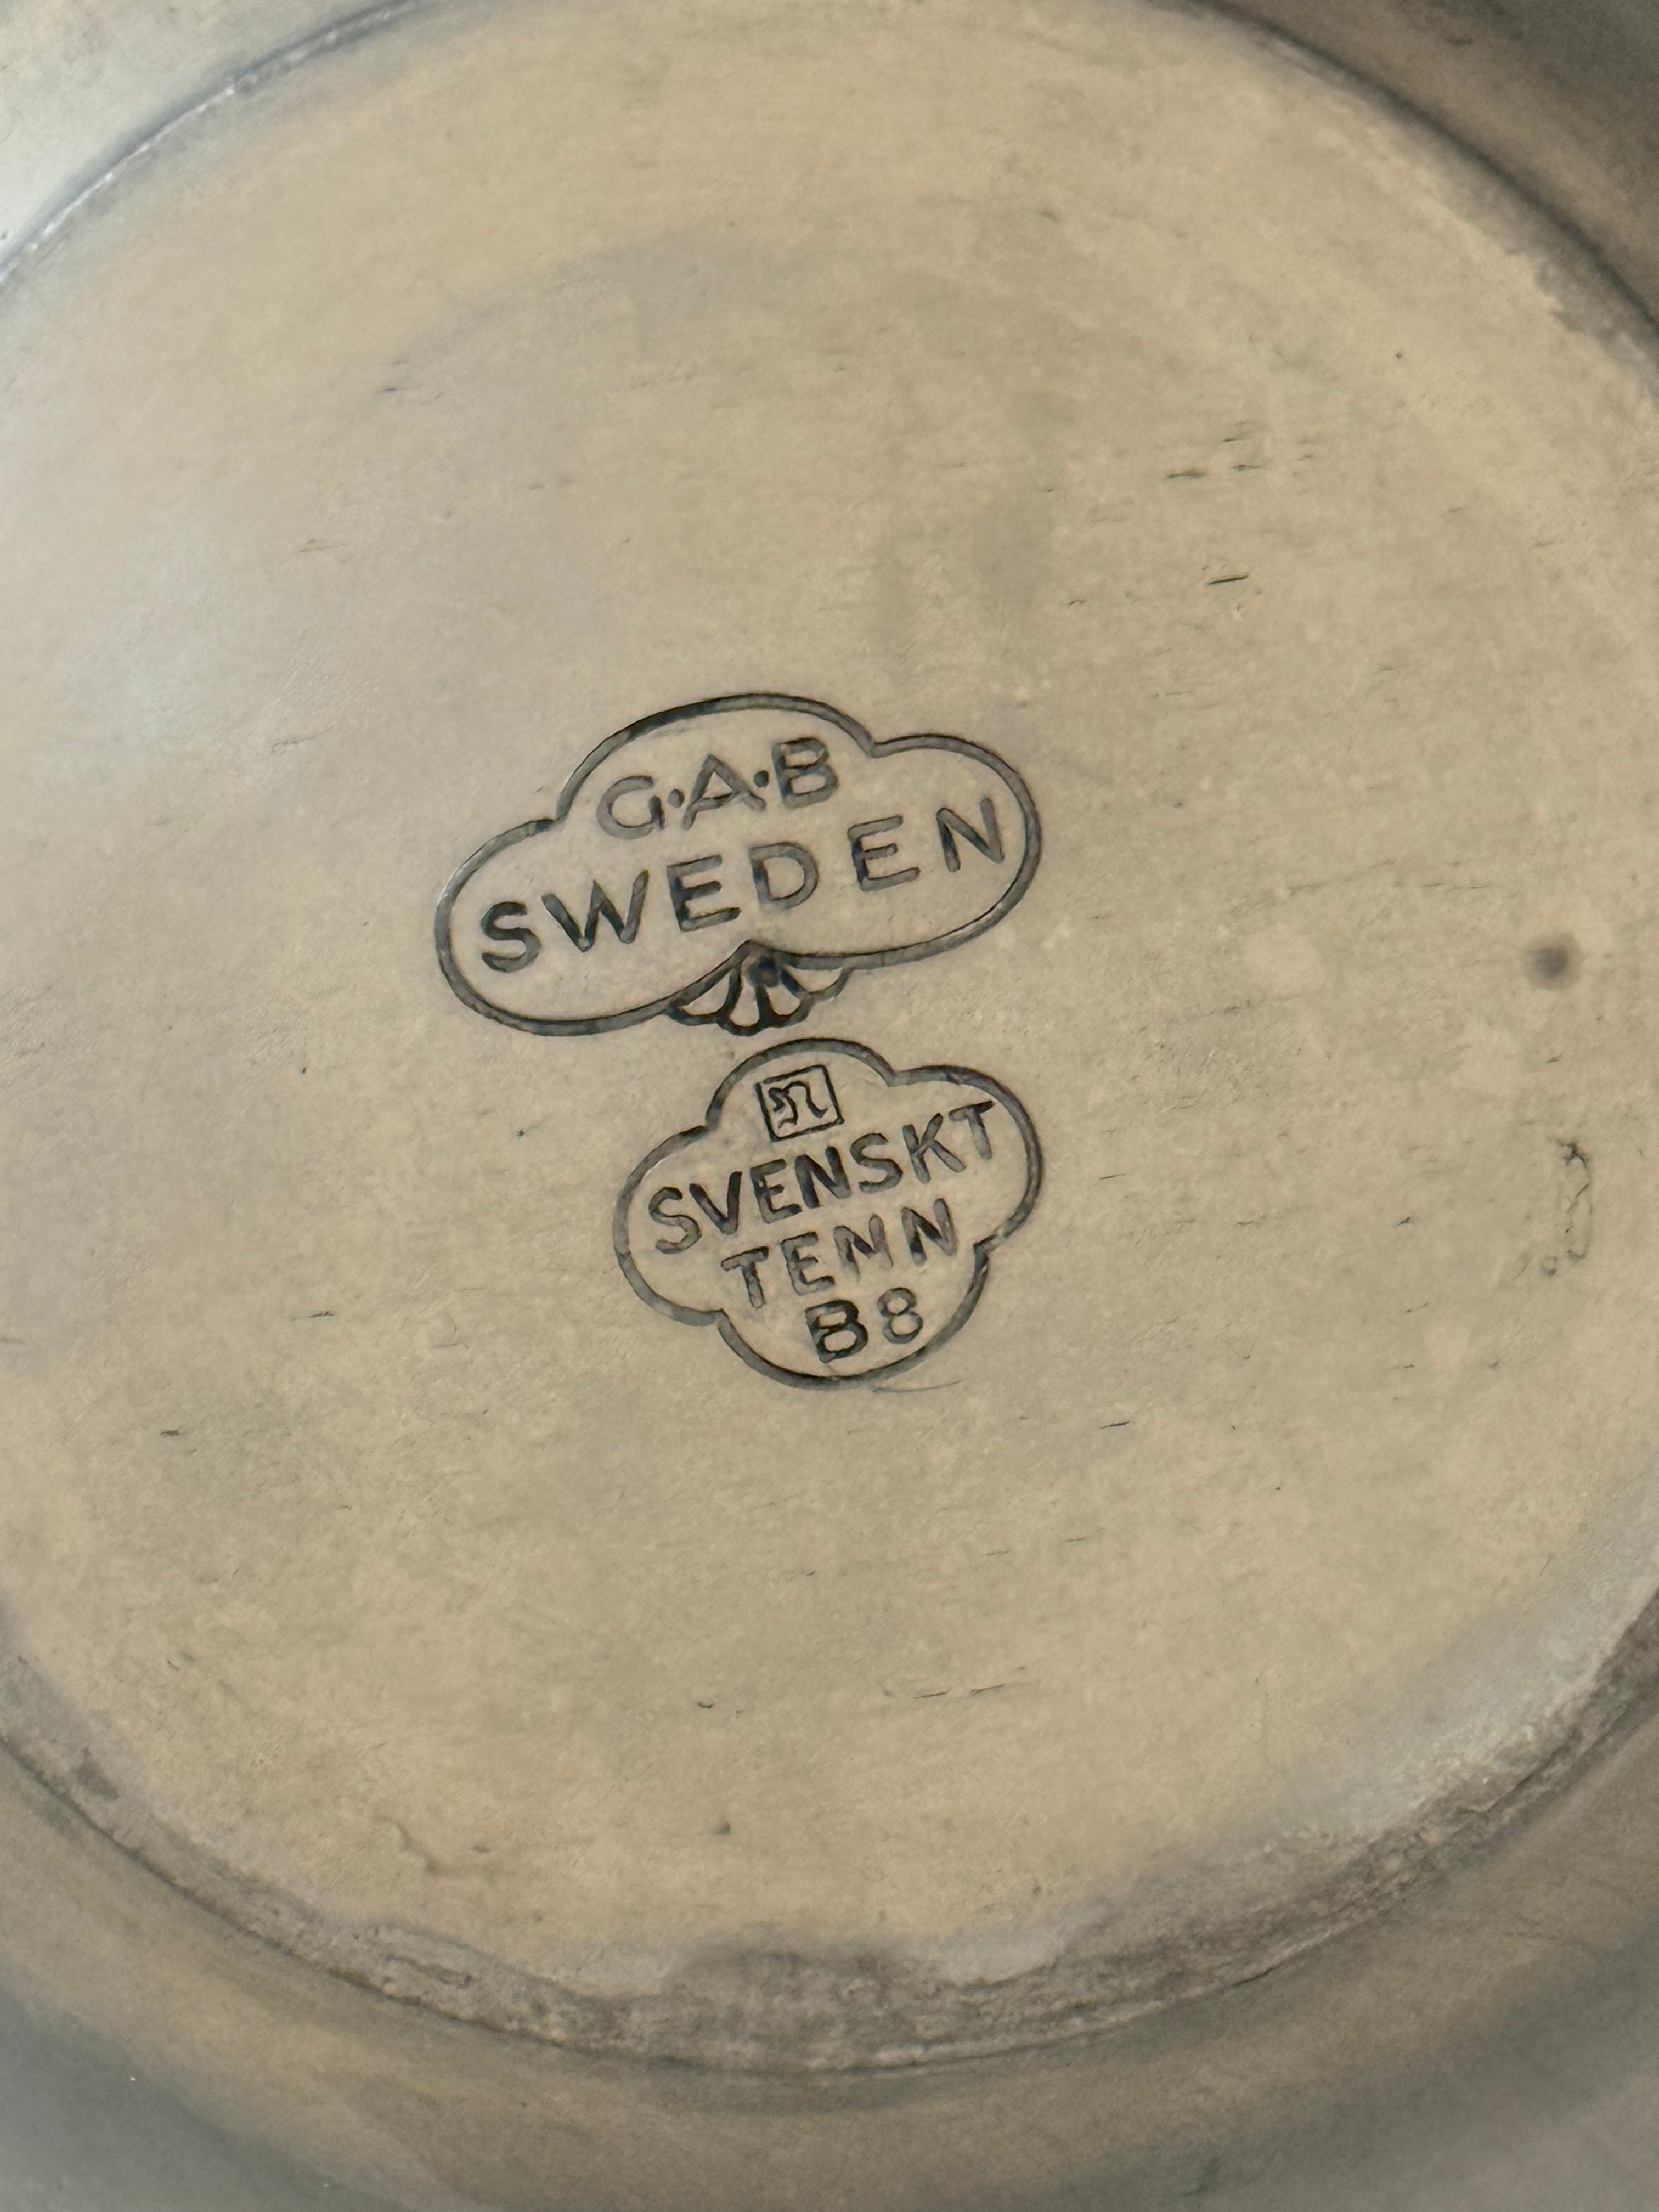 G·A·B
SWEDEN
n
SVENSKT
TENN
B8